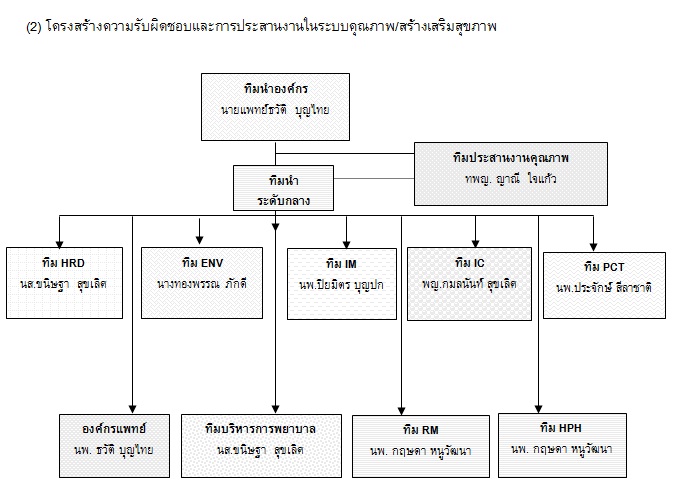 (2) โครงสร้างความรับผิดชอบและการประสานงานในระบบคุณภาพ/สร้างเสริมสุขภาพ
ทีมนำองค์กร
นายแพทย์ธวัติ บุญไทย
ทีมประสานงานคุณภาพ
ทพญ. ญาณี ใจแก้ว
ทีมนำ
ระดับกลาง
ทีม HRD
นส.ขนิษฐา สุขเลิศ
ทีม ENV
นางทองพรรณ ภักดี
ทีม IM
นพ.ปิยมิตร บุญปก
ทีม IC
พญ.กมลนันท์ สุขเลิศ
ทีม PCT
นพ.ประจักษ์ สีลาชาติ
องค์กรแพทย์
นพ. ธวัติ บุญไทย
ทีมบริหารการพยาบาล
นส.ขนิษฐา สุขเลิศ
ทีม RM
นพ. กฤษดา หนูวัฒนา
ทีม HPH
นพ. กฤษดา หนูวัฒนา